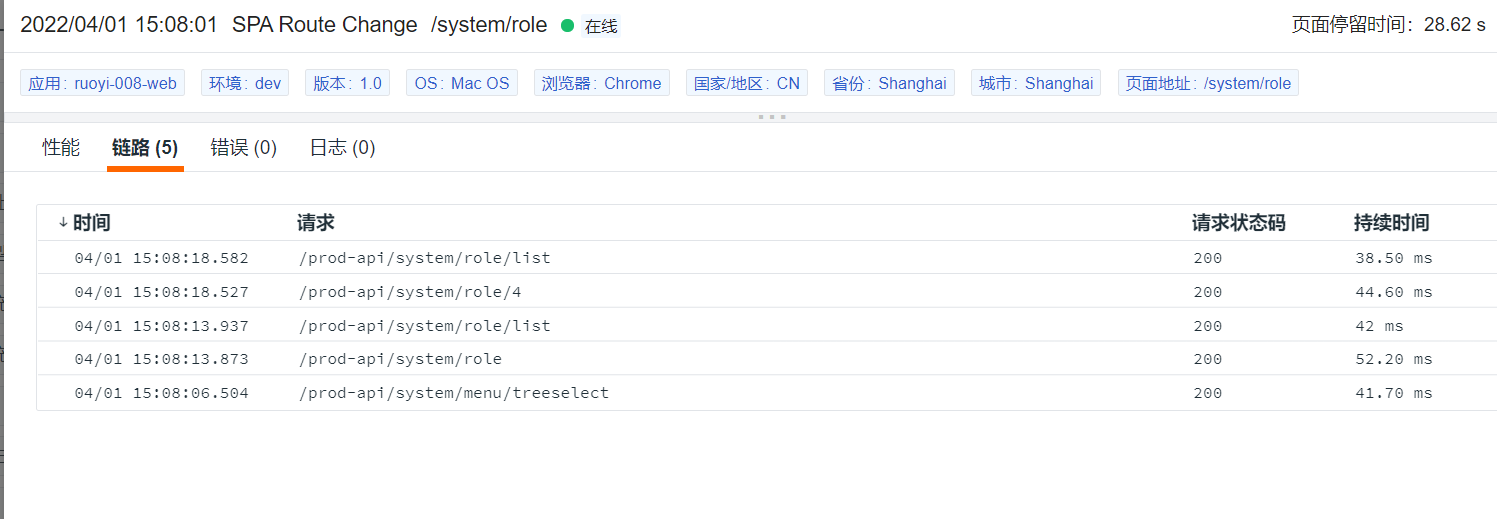 2022/04/01 15:08:01 SPA Route Change /system/role 在线 页面停留时间：28.62 s
应用：ruoyi-008-web 环境：dev 版本：1.0 OS：Mac OS 浏览器：Chrome 国家/地区：CN 省份：Shanghai 城市：Shanghai 页面地址：/system/role
性能 链路 (5) 错误 (0) 日志 (0)
↓ 时间 请求 请求状态码 持续时间
04/01 15:08:18.582 /prod-api/system/role/list 200 38.50 ms
04/01 15:08:18.527 /prod-api/system/role/4 200 44.60 ms
04/01 15:08:13.937 /prod-api/system/role/list 200 42 ms
04/01 15:08:13.873 /prod-api/system/role 200 52.20 ms
04/01 15:08:06.504 /prod-api/system/menu/treeselect 200 41.70 ms